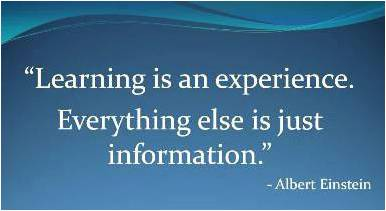 “Learning is an experience.
Everything else is just
information.”
- Albert Einstein